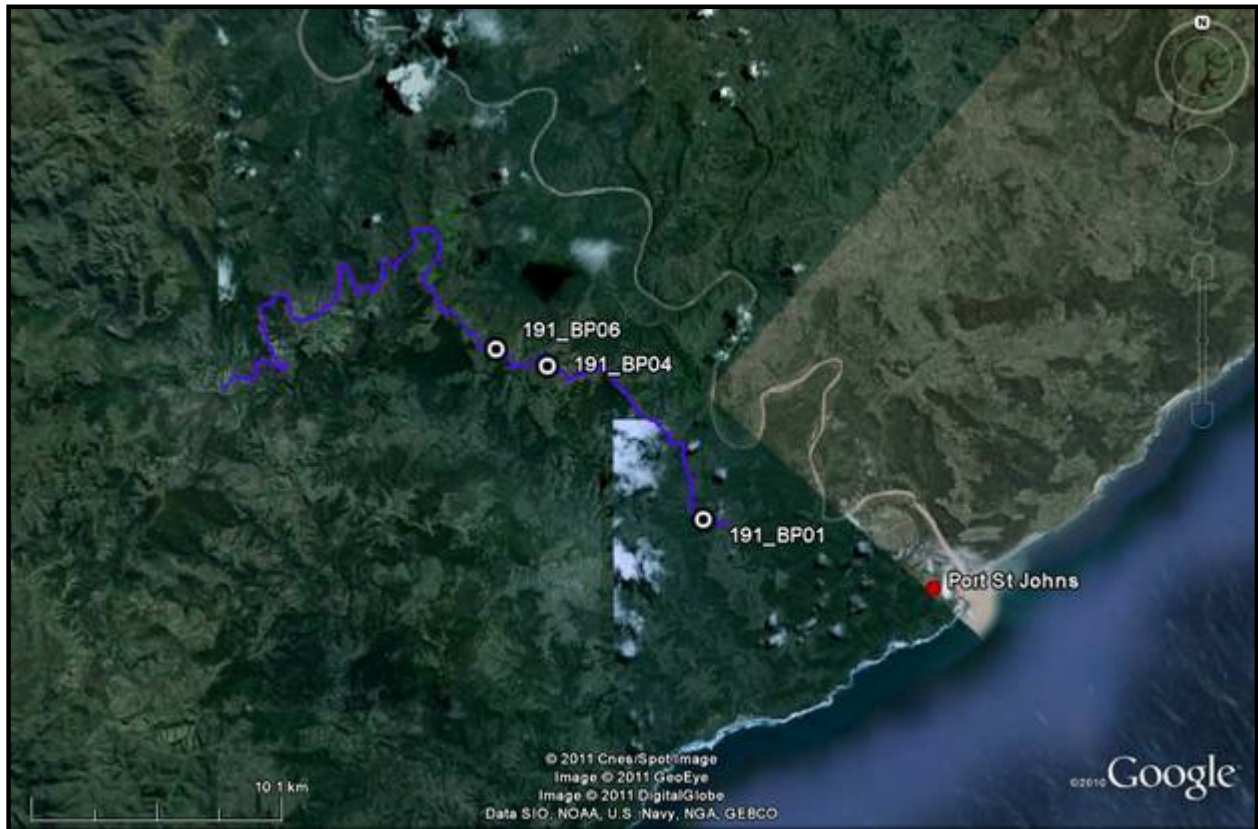 N
191_BP06
191_BP04
191_BP01
Port St Johns
10.1 km
© 2011 Cnes/Spot Image
Image © 2011 GeoEye
Image © 2011 DigitalGlobe
Data SIO, NOAA, U.S. Navy, NGA, GEBCO
©2010 Google